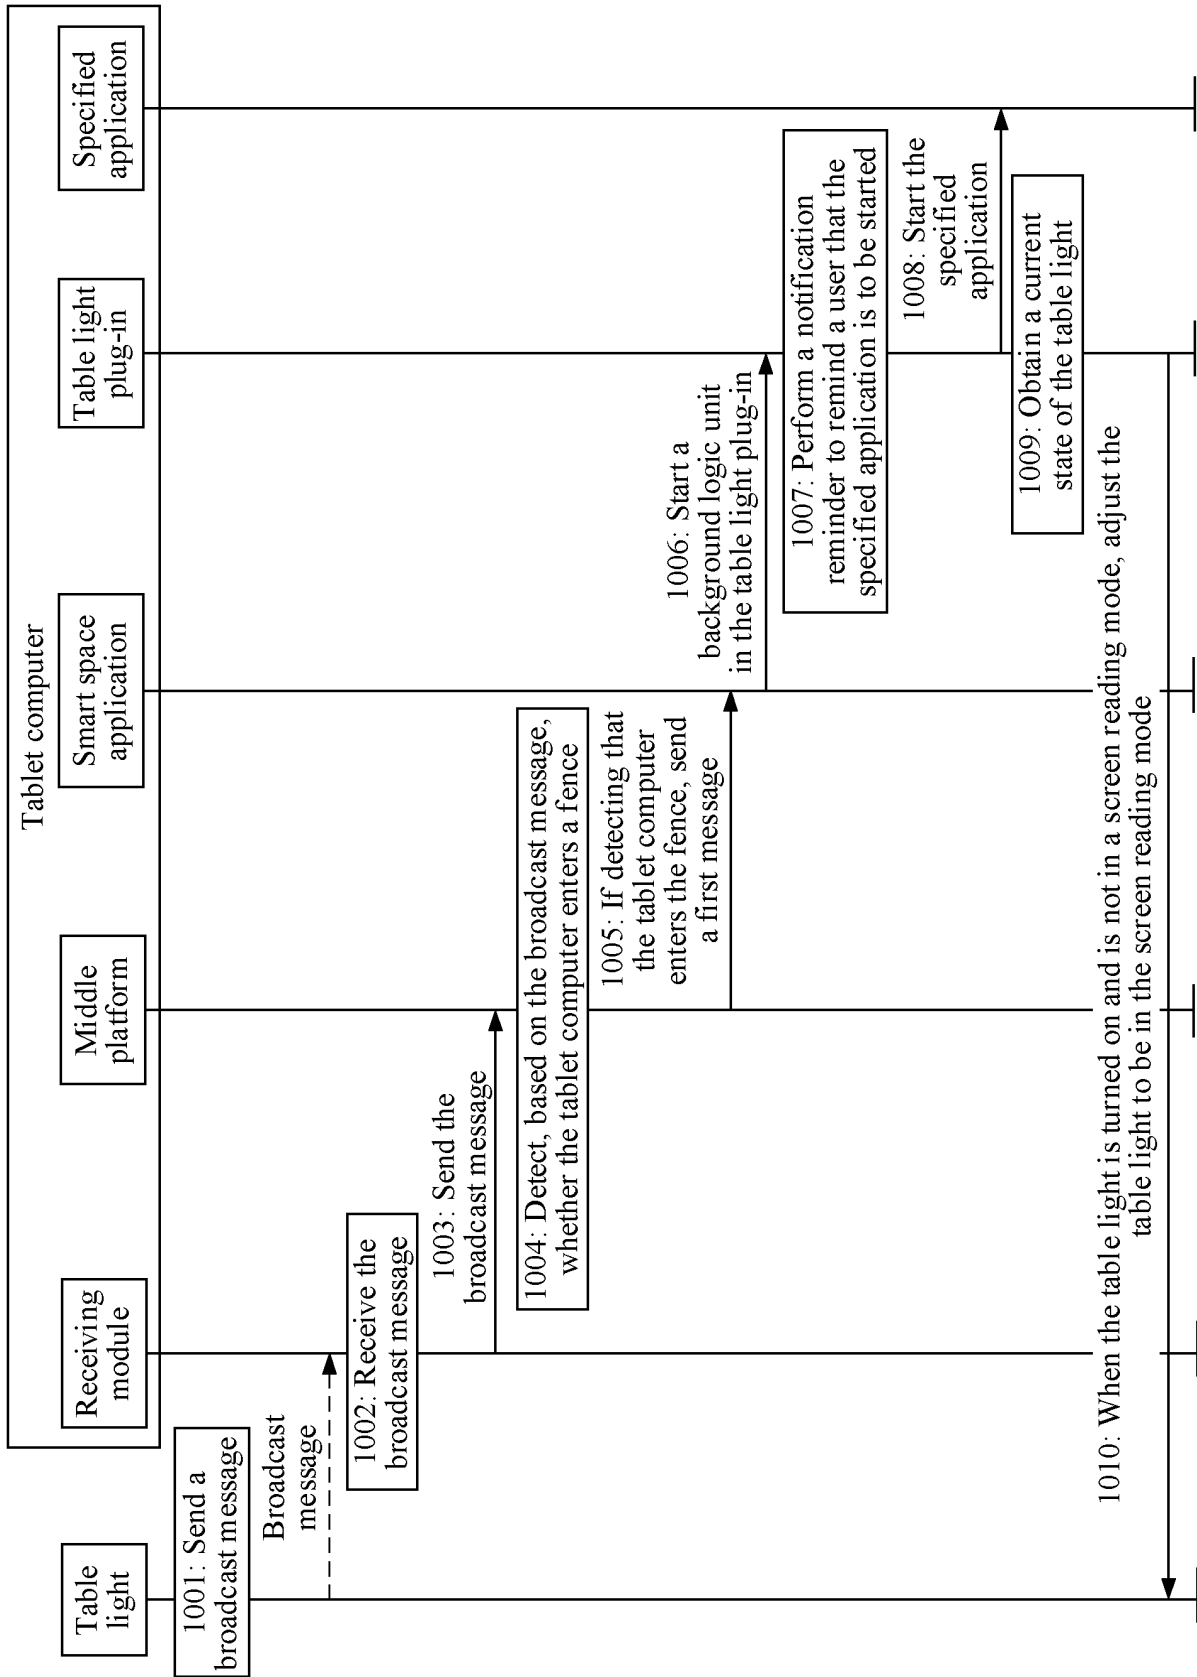 Tablet computer
Table
light
Receiving
module
Middle
platform
Smart space
application
Table light
plug-in
Specified
application
1001: Send a
broadcast message
Broadcast
message
1002: Receive the
broadcast message
1003: Send the
broadcast message
1004: Detect, based on the broadcast message,
whether the tablet computer enters a fence
1005: If detecting that
the tablet computer
enters the fence, send
a first message
1006: Start a
background logic unit
in the table light plug-in
1007: Perform a notification
reminder to remind a user that the
specified application is to be started
1008: Start the
specified
application
1009: Obtain a current
state of the table light
1010: When the table light is turned on and is not in a screen reading mode, adjust the
table light to be in the screen reading mode